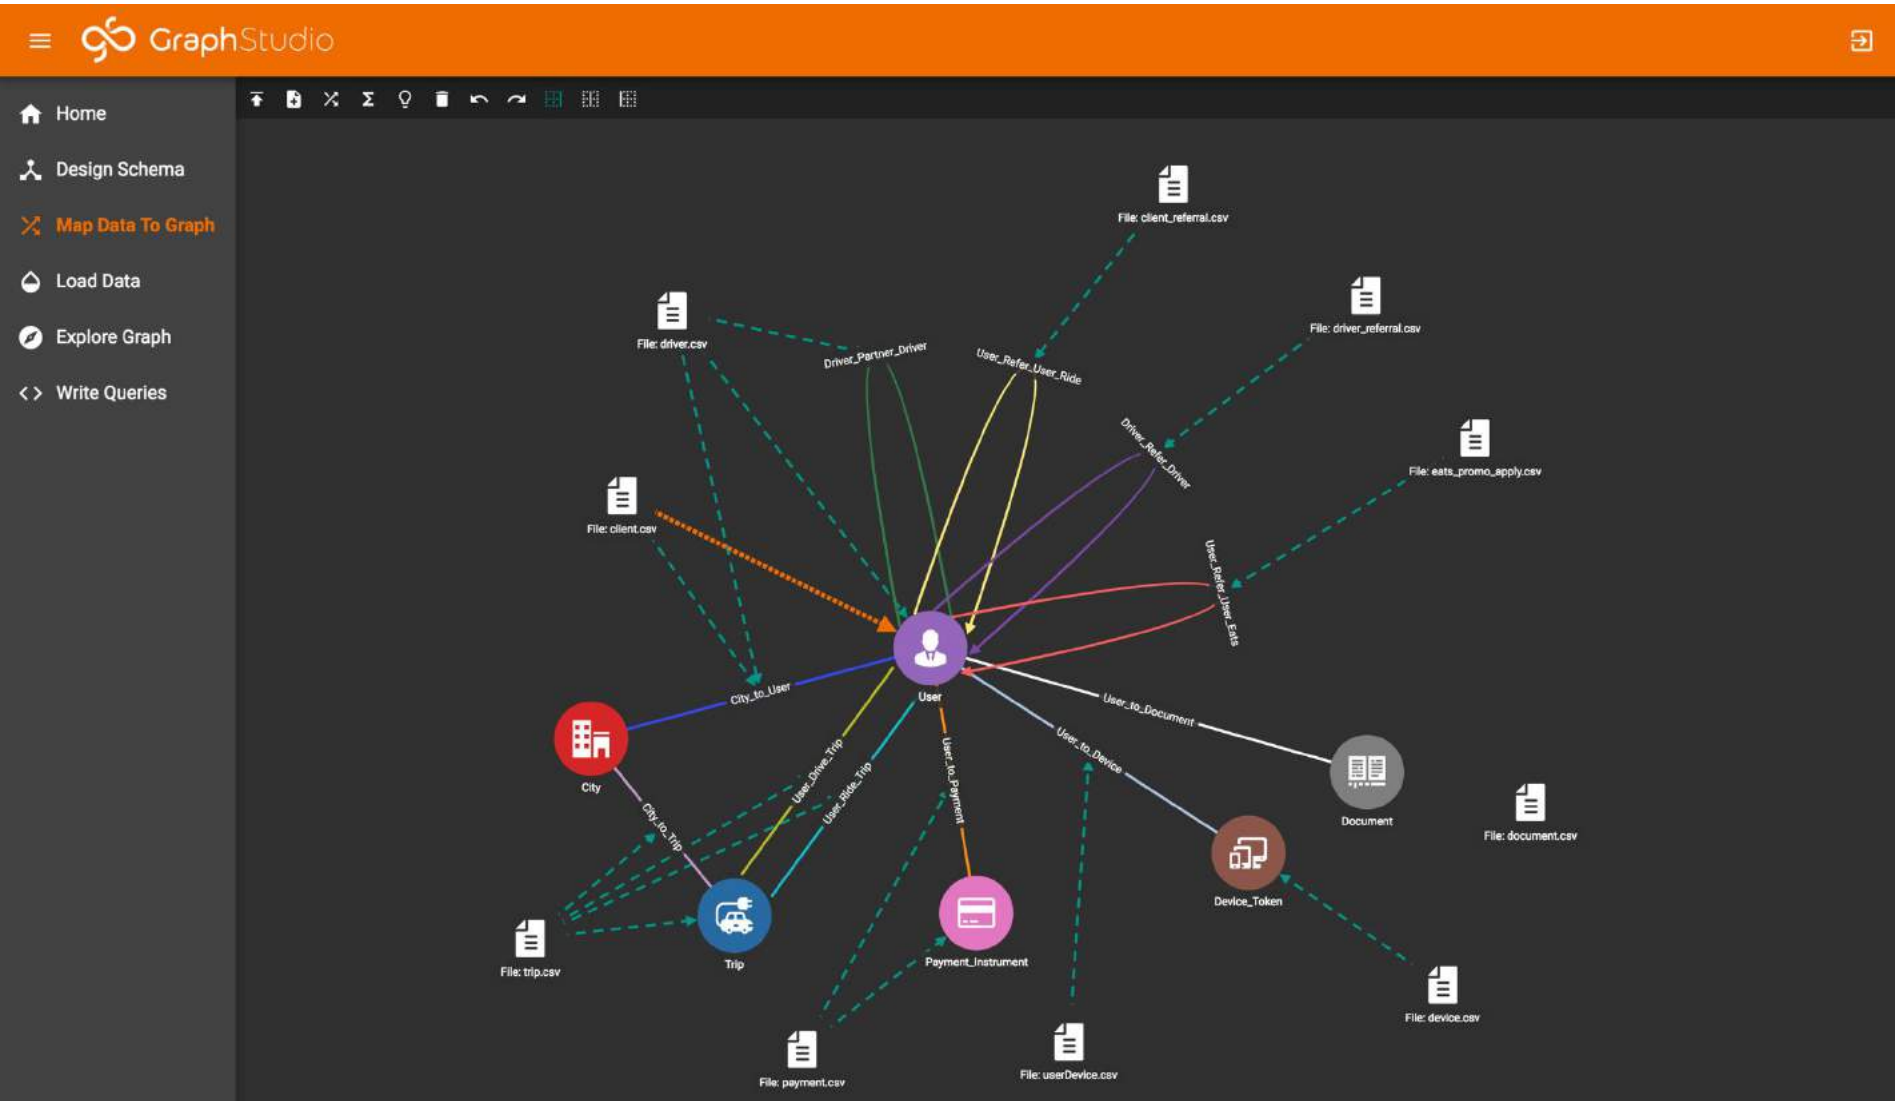 GraphStudio
Home
Design Schema
Map Data To Graph
Load Data
Explore Graph
Write Queries
File: client_referral.csv
File: driver_referral.csv
File: driver.csv
Driver_Partner_Driver
User_Refer_User_Ride
Driver_Refer_Driver
File: eats_promo_apply.csv
File: client.csv
User_Refer_User_Eats
City_to_User
User
User_to_Document
User_to_Device
User_to_Payment
User_Drive_Trip
User_Ride_Trip
City
City_to_Trip
Document
File: document.csv
Device_Token
Trip
Payment_Instrument
File: trip.csv
File: device.csv
File: userDevice.csv
File: payment.csv